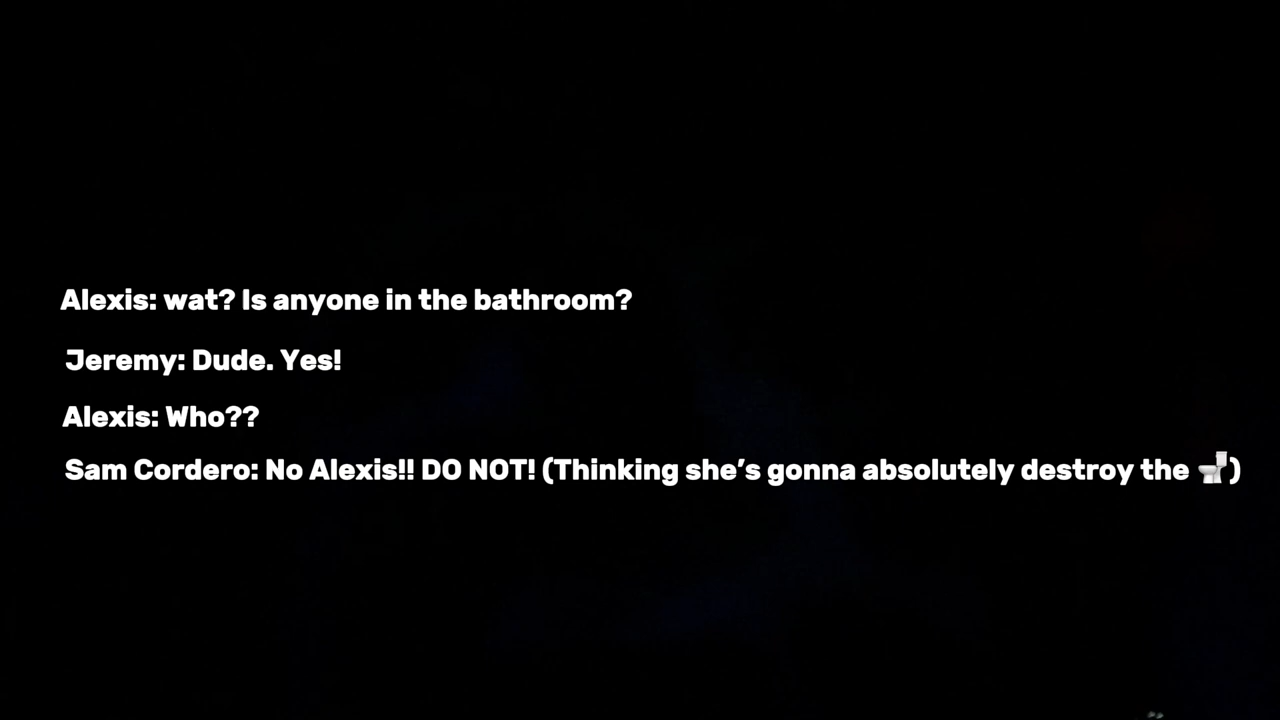 Alexis: wat? Is anyone in the bathroom?
Jeremy: Dude. Yes!
Alexis: Who??
Sam Cordero: No Alexis!! DO NOT! (Thinking she’s gonna absolutely destroy the 🚽)